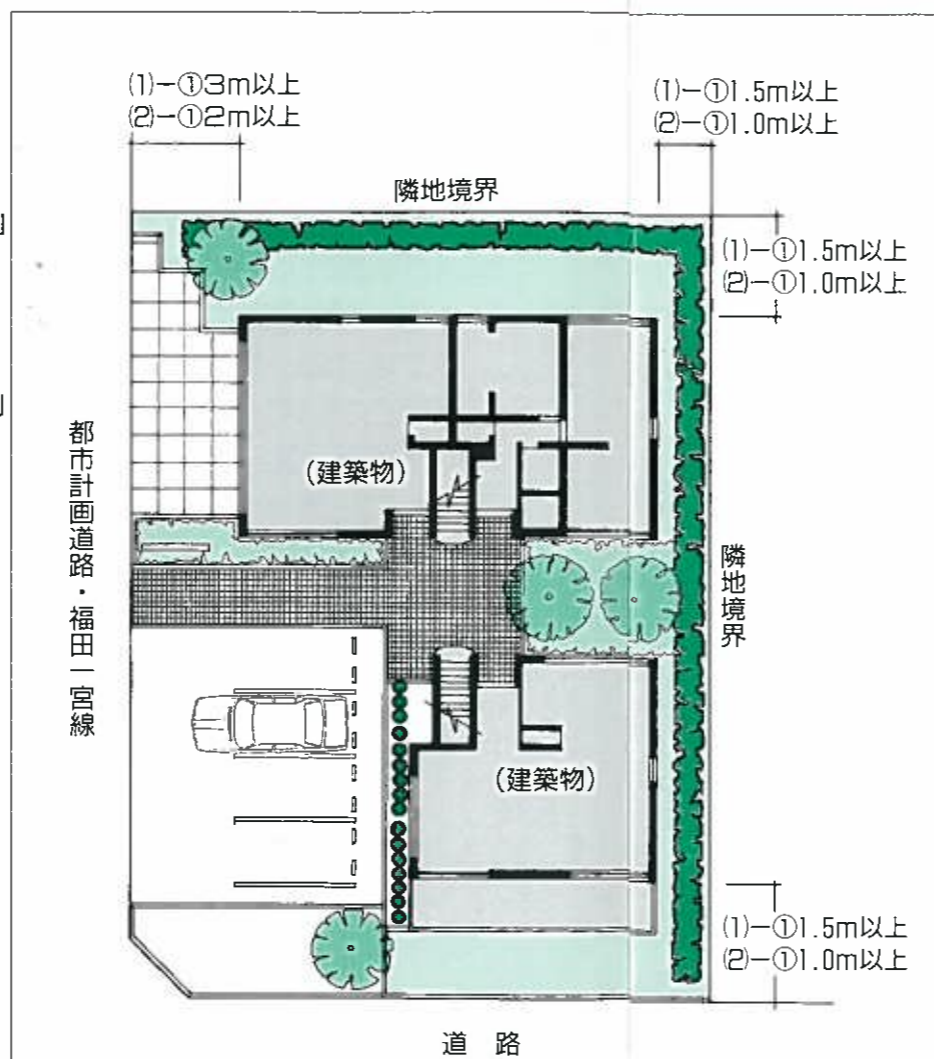 (1)−①3m以上
(2)−①2m以上
(1)−①1.5m以上
(2)−①1.0m以上
隣地境界
(1)−①1.5m以上
(2)−①1.0m以上
(建築物)
都市計画道路・福田一宮線
隣地境界
(建築物)
(1)−①1.5m以上
(2)−①1.0m以上
道 路